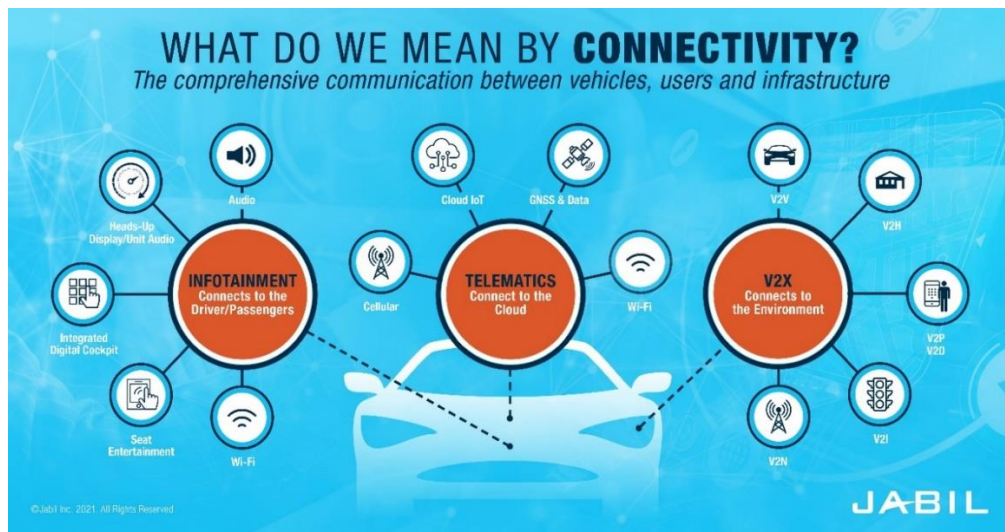 WHAT DO WE MEAN BY CONNECTIVITY?
The comprehensive communication between vehicles, users and infrastructure
Audio
Heads-Up
Display/Unit Audio
INFOTAINMENT
Connects to the
Driver/Passengers
Integrated
Digital Cockpit
Seat
Entertainment
Wi-Fi
Cloud IoT
GNSS & Data
Cellular
TELEMATICS
Connect to the
Cloud
Wi-Fi
V2V
V2H
V2X
Connects to
the Environment
V2P
V2D
V2I
V2N
©Jabil Inc. 2021. All Rights Reserved
JABIL